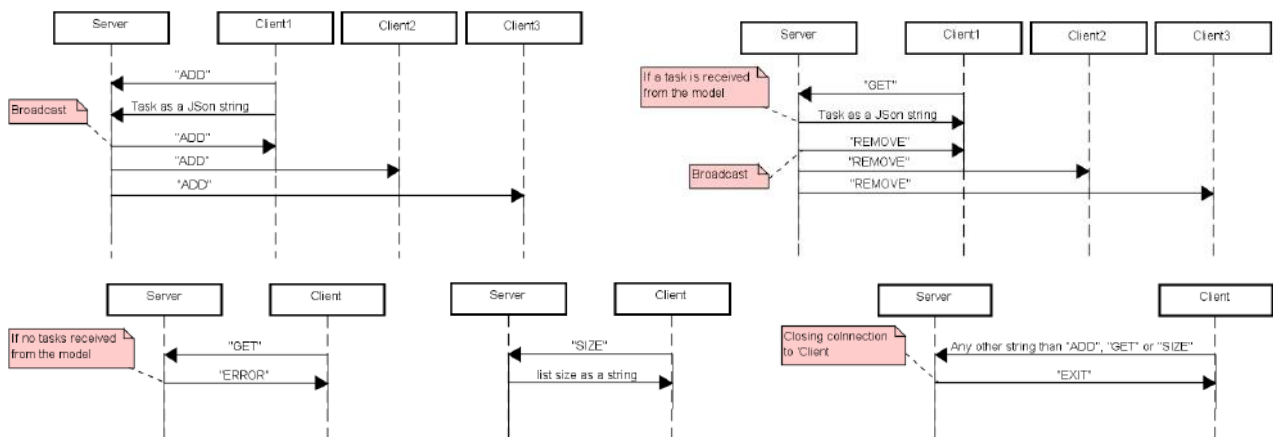 Server
Client1
Client2
Client3
"ADD"
Broadcast
Task as a JSon string
"ADD"
"ADD"
"ADD"
Server
Client1
Client2
Client3
If a task is received
from the model
"GET"
Task as a JSon string
"REMOVE"
"REMOVE"
Broadcast
"REMOVE"
Server
Client
If no tasks received
from the model
"GET"
"ERROR"
Server
Client
"SIZE"
list size as a string
Server
Client
Closing coInnection
to 'Client
Any other string than "ADD", "GET" or "SIZE"
"EXIT"